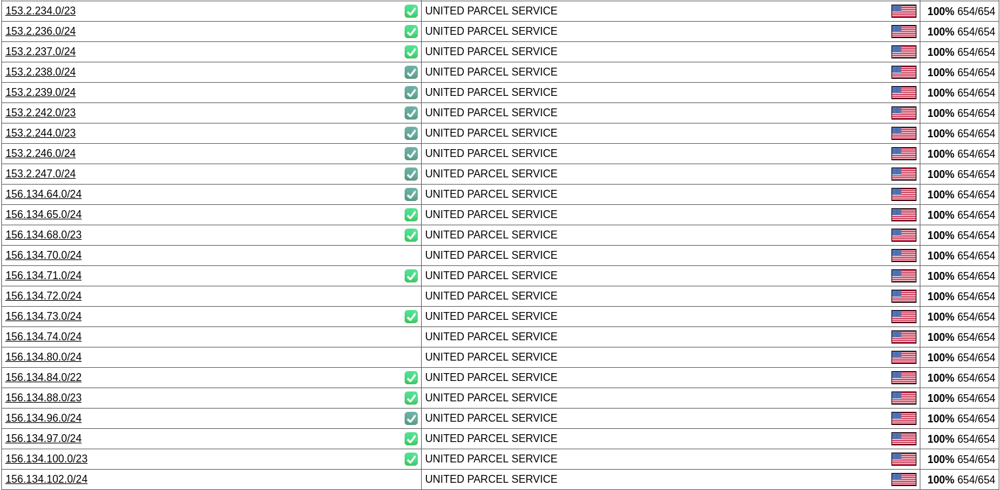 153.2.234.0/23 UNITED PARCEL SERVICE 100% 654/654
153.2.236.0/24 UNITED PARCEL SERVICE 100% 654/654
153.2.237.0/24 UNITED PARCEL SERVICE 100% 654/654
153.2.238.0/24 UNITED PARCEL SERVICE 100% 654/654
153.2.239.0/24 UNITED PARCEL SERVICE 100% 654/654
153.2.242.0/23 UNITED PARCEL SERVICE 100% 654/654
153.2.244.0/23 UNITED PARCEL SERVICE 100% 654/654
153.2.246.0/24 UNITED PARCEL SERVICE 100% 654/654
153.2.247.0/24 UNITED PARCEL SERVICE 100% 654/654
156.134.64.0/24 UNITED PARCEL SERVICE 100% 654/654
156.134.65.0/24 UNITED PARCEL SERVICE 100% 654/654
156.134.68.0/23 UNITED PARCEL SERVICE 100% 654/654
156.134.70.0/24 UNITED PARCEL SERVICE 100% 654/654
156.134.71.0/24 UNITED PARCEL SERVICE 100% 654/654
156.134.72.0/24 UNITED PARCEL SERVICE 100% 654/654
156.134.73.0/24 UNITED PARCEL SERVICE 100% 654/654
156.134.74.0/24 UNITED PARCEL SERVICE 100% 654/654
156.134.80.0/24 UNITED PARCEL SERVICE 100% 654/654
156.134.84.0/22 UNITED PARCEL SERVICE 100% 654/654
156.134.88.0/23 UNITED PARCEL SERVICE 100% 654/654
156.134.96.0/24 UNITED PARCEL SERVICE 100% 654/654
156.134.97.0/24 UNITED PARCEL SERVICE 100% 654/654
156.134.100.0/23 UNITED PARCEL SERVICE 100% 654/654
156.134.102.0/24 UNITED PARCEL SERVICE 100% 654/654